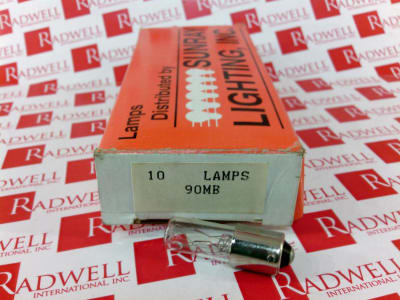 Lamps
Distributed by
SUNRAY
LIGHTING, INC.
10 LAMPS
90MB
RADWELL
INTERNATIONAL, INC.